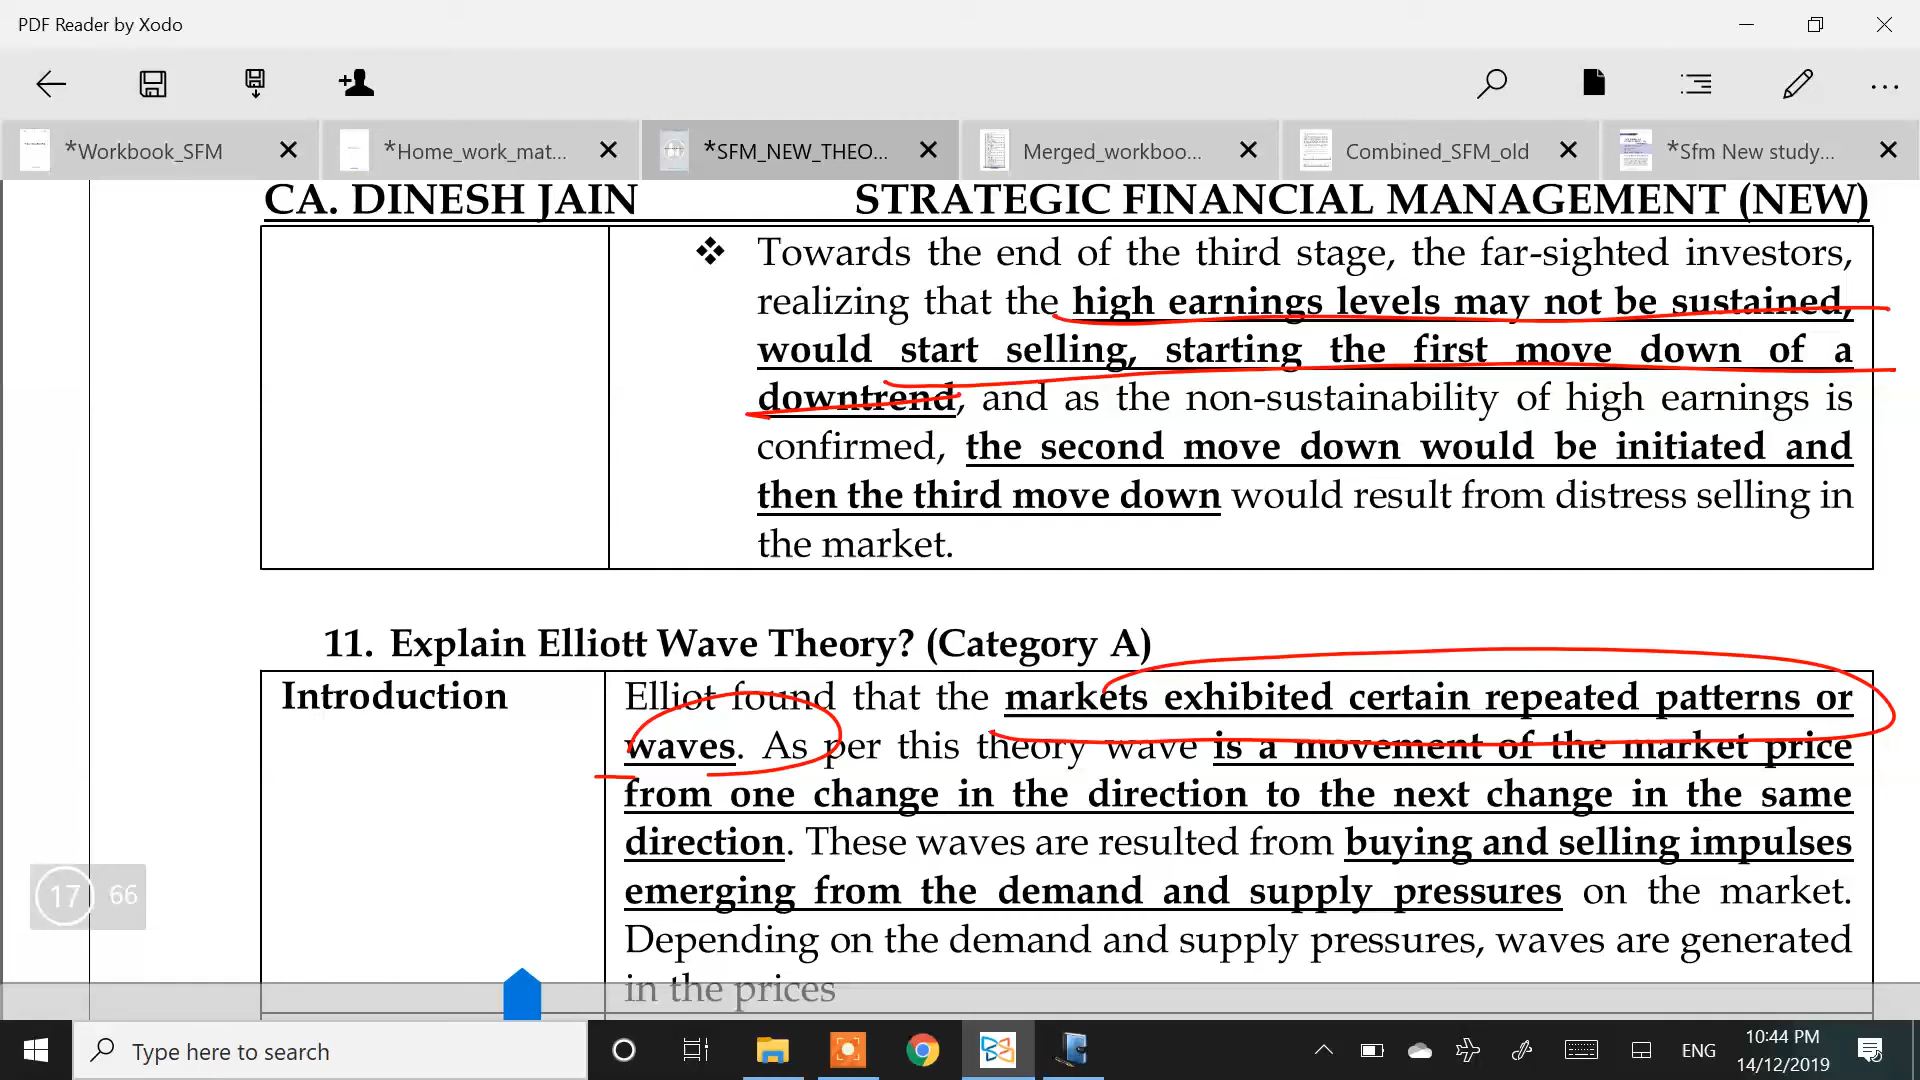 PDF Reader by Xodo
*Workbook_SFM
*Home_work_mat...
*SFM_NEW_THEO...
Merged_workboo...
Combined_SFM_old
*Sfm New study...
CA. DINESH JAIN STRATEGIC FINANCIAL MANAGEMENT (NEW)
❖ Towards the end of the third stage, the far-sighted investors,
realizing that the high earnings levels may not be sustained,
would start selling, starting the first move down of a
downtrend, and as the non-sustainability of high earnings is
confirmed, the second move down would be initiated and
then the third move down would result from distress selling in
the market.
11. Explain Elliott Wave Theory? (Category A)
Introduction
Elliot found that the markets exhibited certain repeated patterns or
waves. As per this theory wave is a movement of the market price
from one change in the direction to the next change in the same
direction. These waves are resulted from buying and selling impulses
emerging from the demand and supply pressures on the market.
Depending on the demand and supply pressures, waves are generated
in the prices
17 66
Type here to search
ENG
10:44 PM
14/12/2019